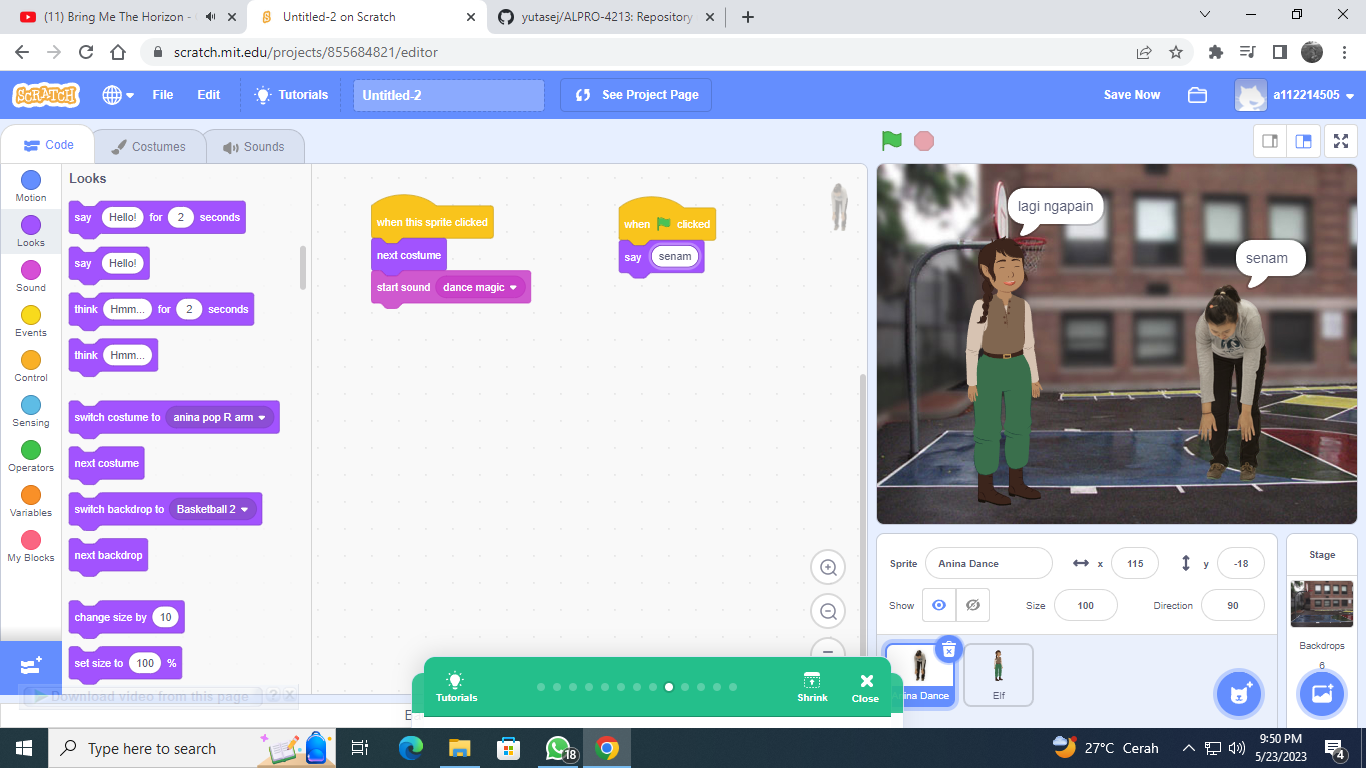 (11) Bring Me The Horizon -
Untitled-2 on Scratch
yutasej/ALPRO-4213: Repository
scratch.mit.edu/projects/855684821/editor
SCRATCH
File
Edit
Tutorials
Untitled-2
See Project Page
Save Now
a112214505
Code
Costumes
Sounds
Motion
Looks
Sound
Events
Control
Sensing
Operators
Variables
My Blocks
Looks
say Hello! for 2 seconds
say Hello!
think Hmm... for 2 seconds
think Hmm...
switch costume to anina pop R arm
next costume
switch backdrop to Basketball 2
next backdrop
change size by 10
set size to 100 %
Download video from this page ? X
when this sprite clicked
next costume
start sound dance magic
when clicked
say senam
lagi ngapain
senam
Sprite Anina Dance x 115 y -18
Show Size 100 Direction 90
Anina Dance
Elf
Stage
Backdrops
6
Tutorials
Shrink
Close
Type here to search
18
27°C Cerah
9:50 PM
5/23/2023
4